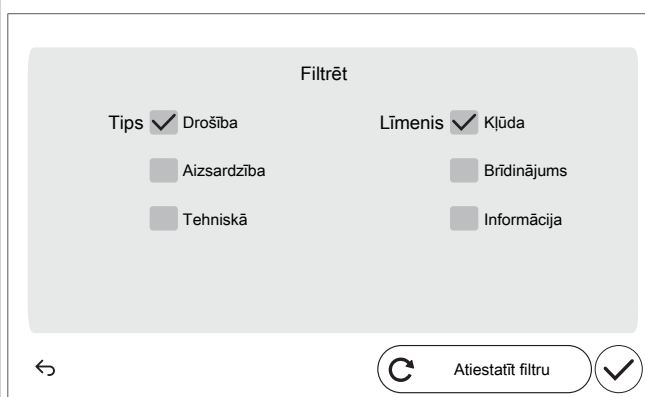 Filtrēt
Tips Drošība Līmenis Kļūda
Aizsardzība Brīdinājums
Tehniskā Informācija
Atiestatīt filtru